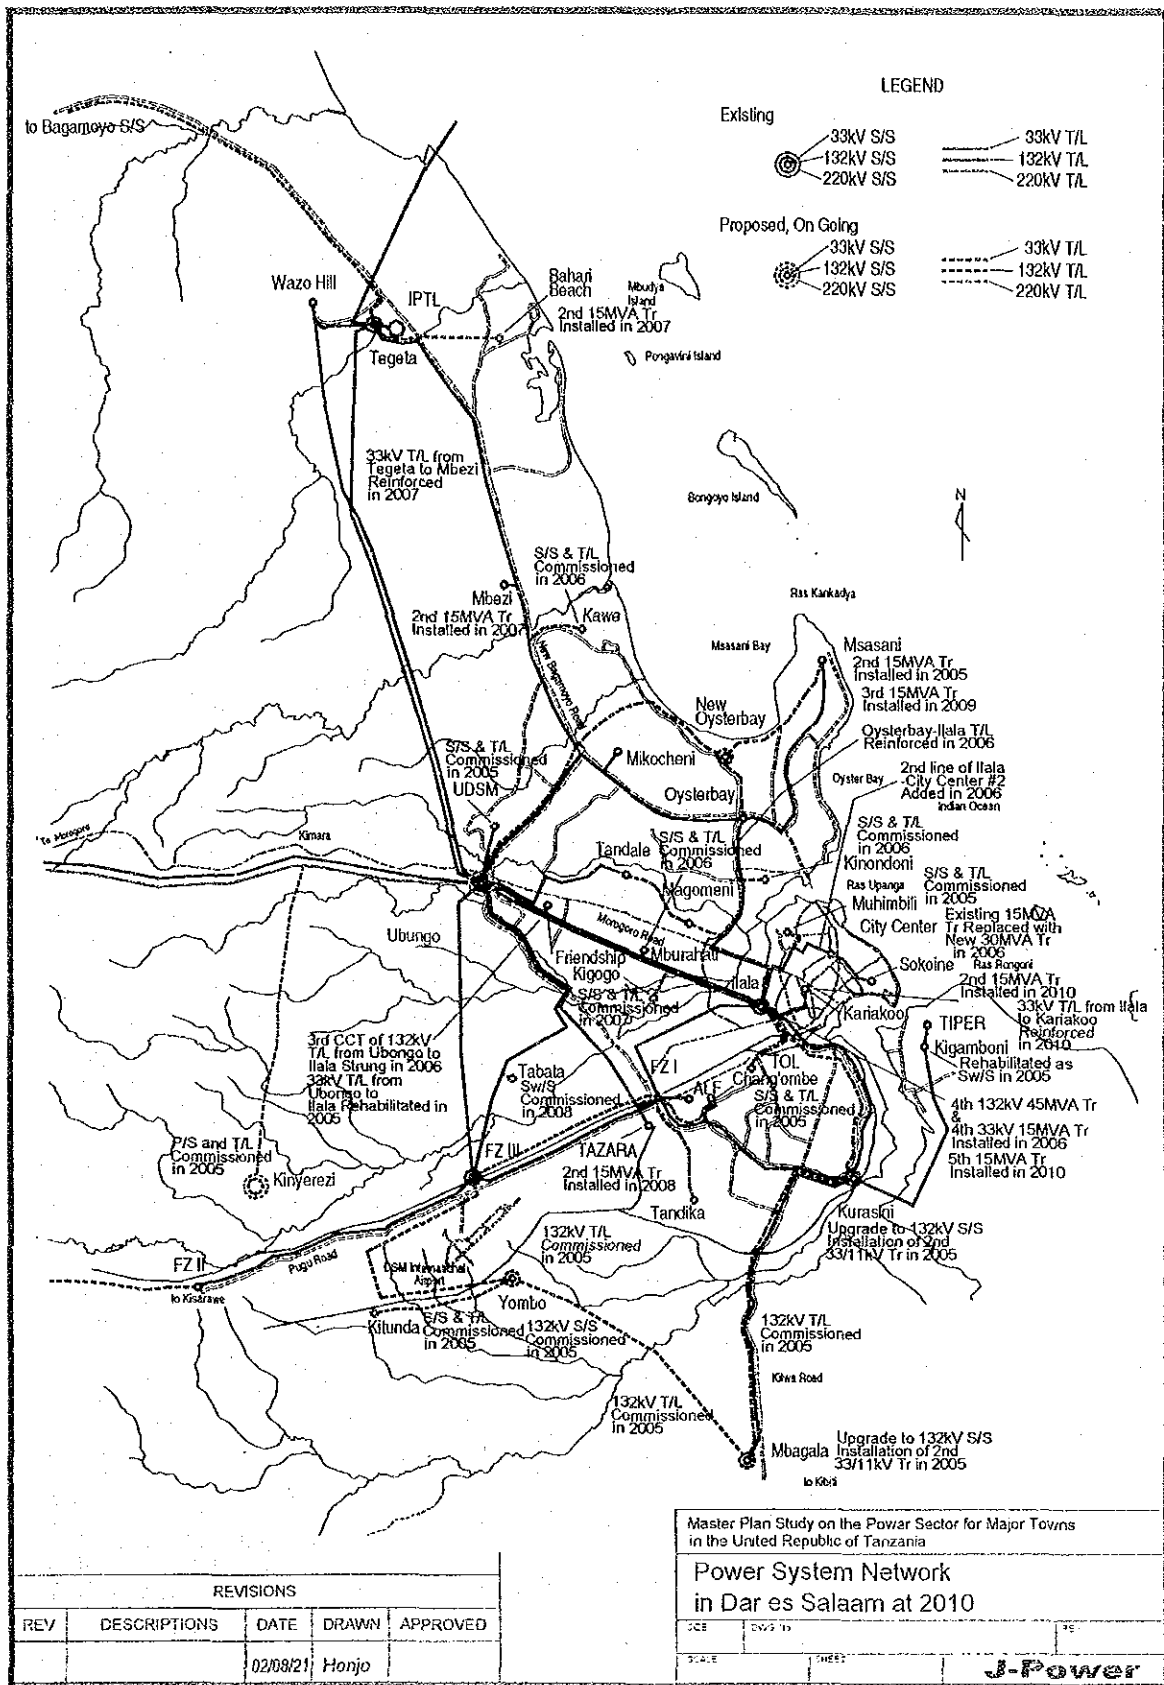 LEGEND
Existing
33kV S/S
132kV S/S
220kV S/S
33kV T/L
132kV T/L
220kV T/L
Proposed, On Going
33kV S/S
132kV S/S
220kV S/S
33kV T/L
132kV T/L
220kV T/L
to Bagamoyo S/S
Wazo Hill
IPTL
Tegeta
Bahari
Beach
2nd 15MVA Tr
Installed in 2007
Mbudya
Island
Pongavini Island
33kV T/L from
Tegeta to Mbezi
Reinforced
in 2007
Bongoyo Island
N
S/S & T/L
Commissioned
in 2006
Mbezi
2nd 15MVA Tr
Installed in 2007
Kawe
New Bagamoyo Road
Ras Kankadya
Msasani Bay
Msasani
2nd 15MVA Tr
Installed in 2005
3rd 15MVA Tr
Installed in 2009
New
Oysterbay
Oysterbay-Ilala T/L
Reinforced in 2006
S/S & T/L
Commissioned
in 2005
UDSM
Mikocheni
Oysterbay
Oyster Bay
2nd line of Ilala
-City Center #2
Added in 2006
Indian Ocean
To Morogoro
Kimara
Tandale
S/S & T/L
Commissioned
in 2006
Magomeni
S/S & T/L
Commissioned
in 2006
Kinondoni
Ras Upanga
S/S & T/L
Commissioned
in 2005
Muhimbili
City Center
Existing 15MVA
Tr Replaced with
New 30MVA Tr
in 2006
Ubungo
Morogoro Road
Friendship
Kigogo
Mburahati
S/S & T/L
Commissioned
in 2007
Ilala
Kariakoo
Sokoine
Ras Rongoni
2nd 15MVA Tr
Installed in 2010
33kV T/L from Ilala
to Kariakoo
Reinforced
in 2010
TIPER
Kigamboni
Rehabilitated as
Sw/S in 2005
3rd CCT of 132kV
T/L from Ubongo to
Ilala Strung in 2006
33kV T/L from
Ubongo to
Ilala Rehabilitated in
2005
Tabata
Sw/S
Commissioned
in 2008
FZ I
ALF
TOL
Chang'ombe
S/S & T/L
Commissioned
in 2005
4th 132kV 45MVA Tr
&
4th 33kV 15MVA Tr
Installed in 2006
5th 15MVA Tr
Installed in 2010
P/S and T/L
Commissioned
in 2005
Kinyerezi
FZ III
TAZARA
2nd 15MVA Tr
Installed in 2008
Tandika
Kurasini
Upgrade to 132kV S/S
Installation of 2nd
33/11kV Tr in 2005
FZ II
Pugu Road
to Kisarawe
DSM International
Airport
132kV T/L
Commissioned
in 2005
Yombo
Kitunda
S/S & T/L
Commissioned
in 2005
132kV S/S
Commissioned
in 2005
132kV T/L
Commissioned
in 2005
Kilwa Road
132kV T/L
Commissioned
in 2005
Mbagala
Upgrade to 132kV S/S
Installation of 2nd
33/11kV Tr in 2005
Master Plan Study on the Power Sector for Major Towns
in the United Republic of Tanzania
Power System Network
in Dar es Salaam at 2010
SCALE
SHEET
J-Power
REVISIONS
REV DESCRIPTIONS DATE DRAWN APPROVED
02/08/21 Honjo